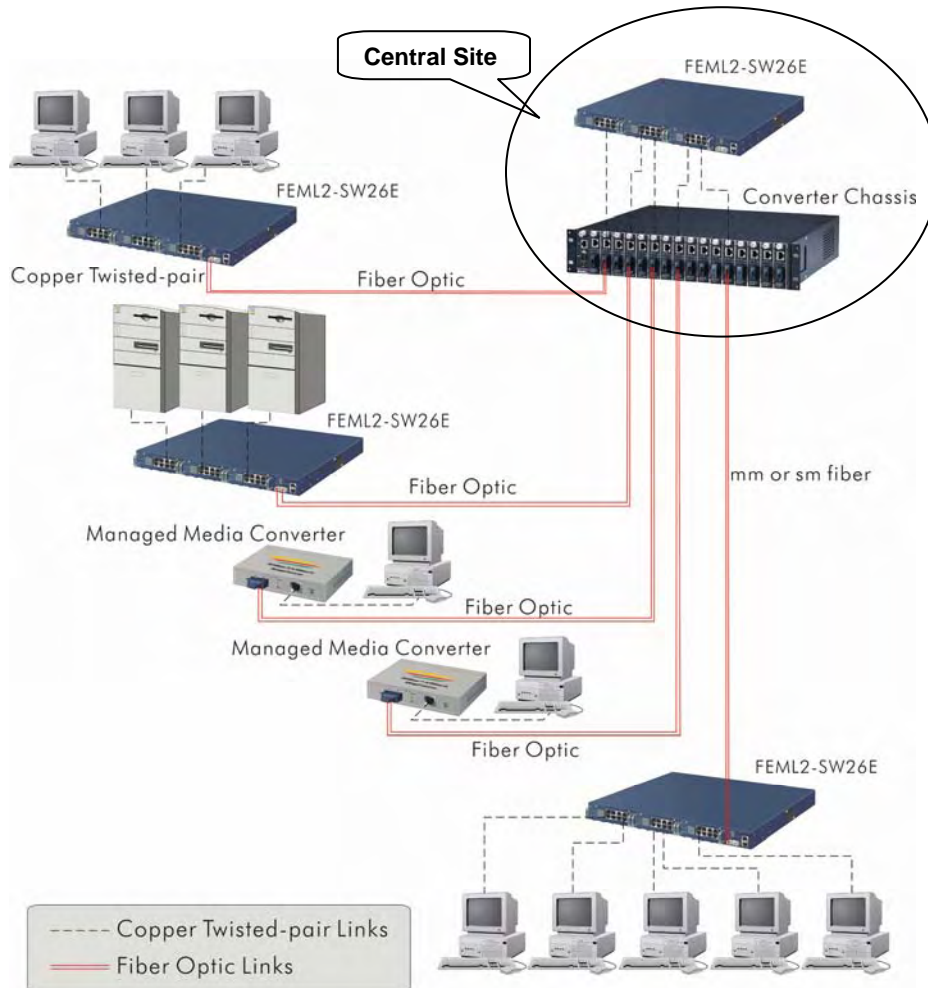 Central Site
FEML2-SW26E
Converter Chassis
FEML2-SW26E
Copper Twisted-pair
Fiber Optic
FEML2-SW26E
Fiber Optic
mm or sm fiber
Managed Media Converter
Fiber Optic
Managed Media Converter
Fiber Optic
FEML2-SW26E
Copper Twisted-pair Links
Fiber Optic Links